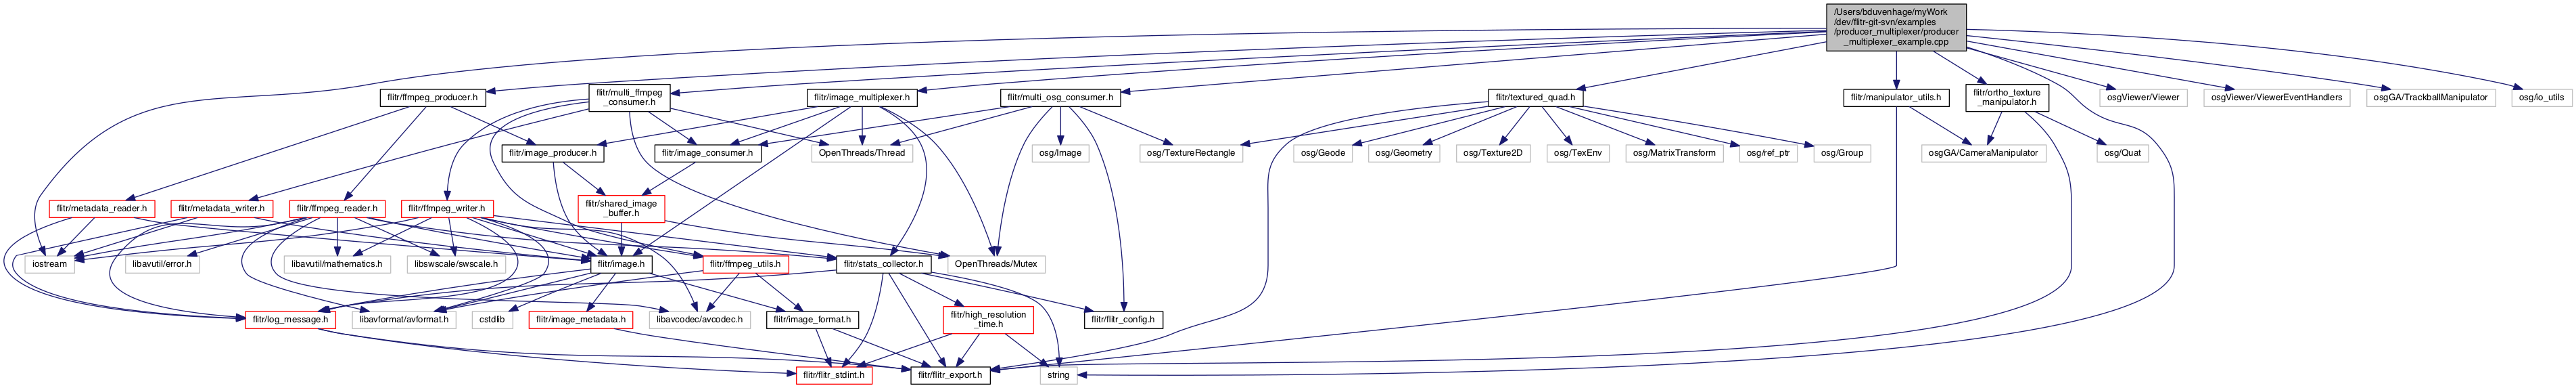 /Users/bduvenhage/myWork
/dev/flitr-git-svn/examples
/producer_multiplexer/producer
_multiplexer_example.cpp
flitr/ffmpeg_producer.h
flitr/multi_ffmpeg
_consumer.h
flitr/image_multiplexer.h
flitr/multi_osg_consumer.h
flitr/textured_quad.h
flitr/manipulator_utils.h
flitr/ortho_texture
_manipulator.h
osgViewer/Viewer
osgViewer/ViewerEventHandlers
osgGA/TrackballManipulator
osg/io_utils
flitr/image_producer.h
flitr/image_consumer.h
OpenThreads/Thread
osg/Image
osg/TextureRectangle
osg/Geode
osg/Geometry
osg/Texture2D
osg/TexEnv
osg/MatrixTransform
osg/ref_ptr
osg/Group
osgGA/CameraManipulator
osg/Quat
flitr/metadata_reader.h
flitr/metadata_writer.h
flitr/ffmpeg_reader.h
flitr/ffmpeg_writer.h
flitr/shared_image
_buffer.h
iostream
libavutil/error.h
libavutil/mathematics.h
libswscale/swscale.h
flitr/image.h
flitr/ffmpeg_utils.h
flitr/stats_collector.h
OpenThreads/Mutex
flitr/log_message.h
libavformat/avformat.h
cstdlib
flitr/image_metadata.h
libavcodec/avcodec.h
flitr/image_format.h
flitr/high_resolution
_time.h
flitr/flitr_config.h
flitr/flitr_stdint.h
flitr/flitr_export.h
string